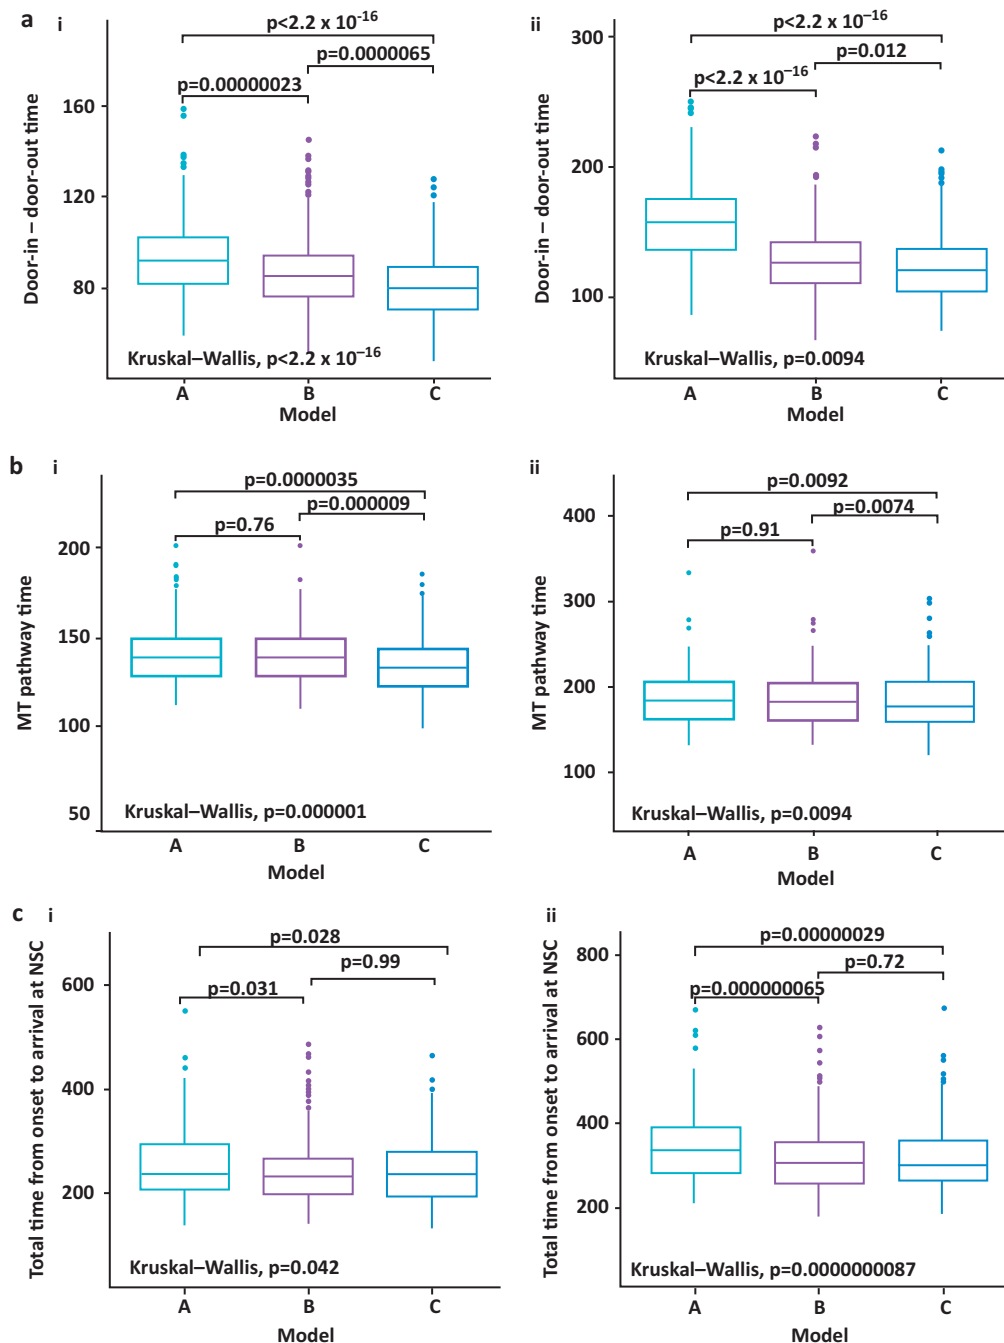 a i
p<2.2 x 10⁻¹⁶
p=0.0000065
p=0.00000023
160
120
80
Door-in – door-out time
Kruskal–Wallis, p<2.2 x 10⁻¹⁶
A B C
Model
ii
p<2.2 x 10⁻¹⁶
p=0.012
p<2.2 x 10⁻¹⁶
300
200
100
Door-in – door-out time
Kruskal–Wallis, p=0.0094
A B C
Model
b i
p=0.0000035
p=0.000009
p=0.76
200
150
100
50
MT pathway time
Kruskal–Wallis, p=0.000001
A B C
Model
ii
p=0.0092
p=0.0074
p=0.91
400
300
200
100
MT pathway time
Kruskal–Wallis, p=0.0094
A B C
Model
c i
p=0.028
p=0.99
p=0.031
600
400
200
Total time from onset to arrival at NSC
Kruskal–Wallis, p=0.042
A B C
Model
ii
p=0.00000029
p=0.72
p=0.000000065
800
600
400
200
Total time from onset to arrival at NSC
Kruskal–Wallis, p=0.0000000087
A B C
Model